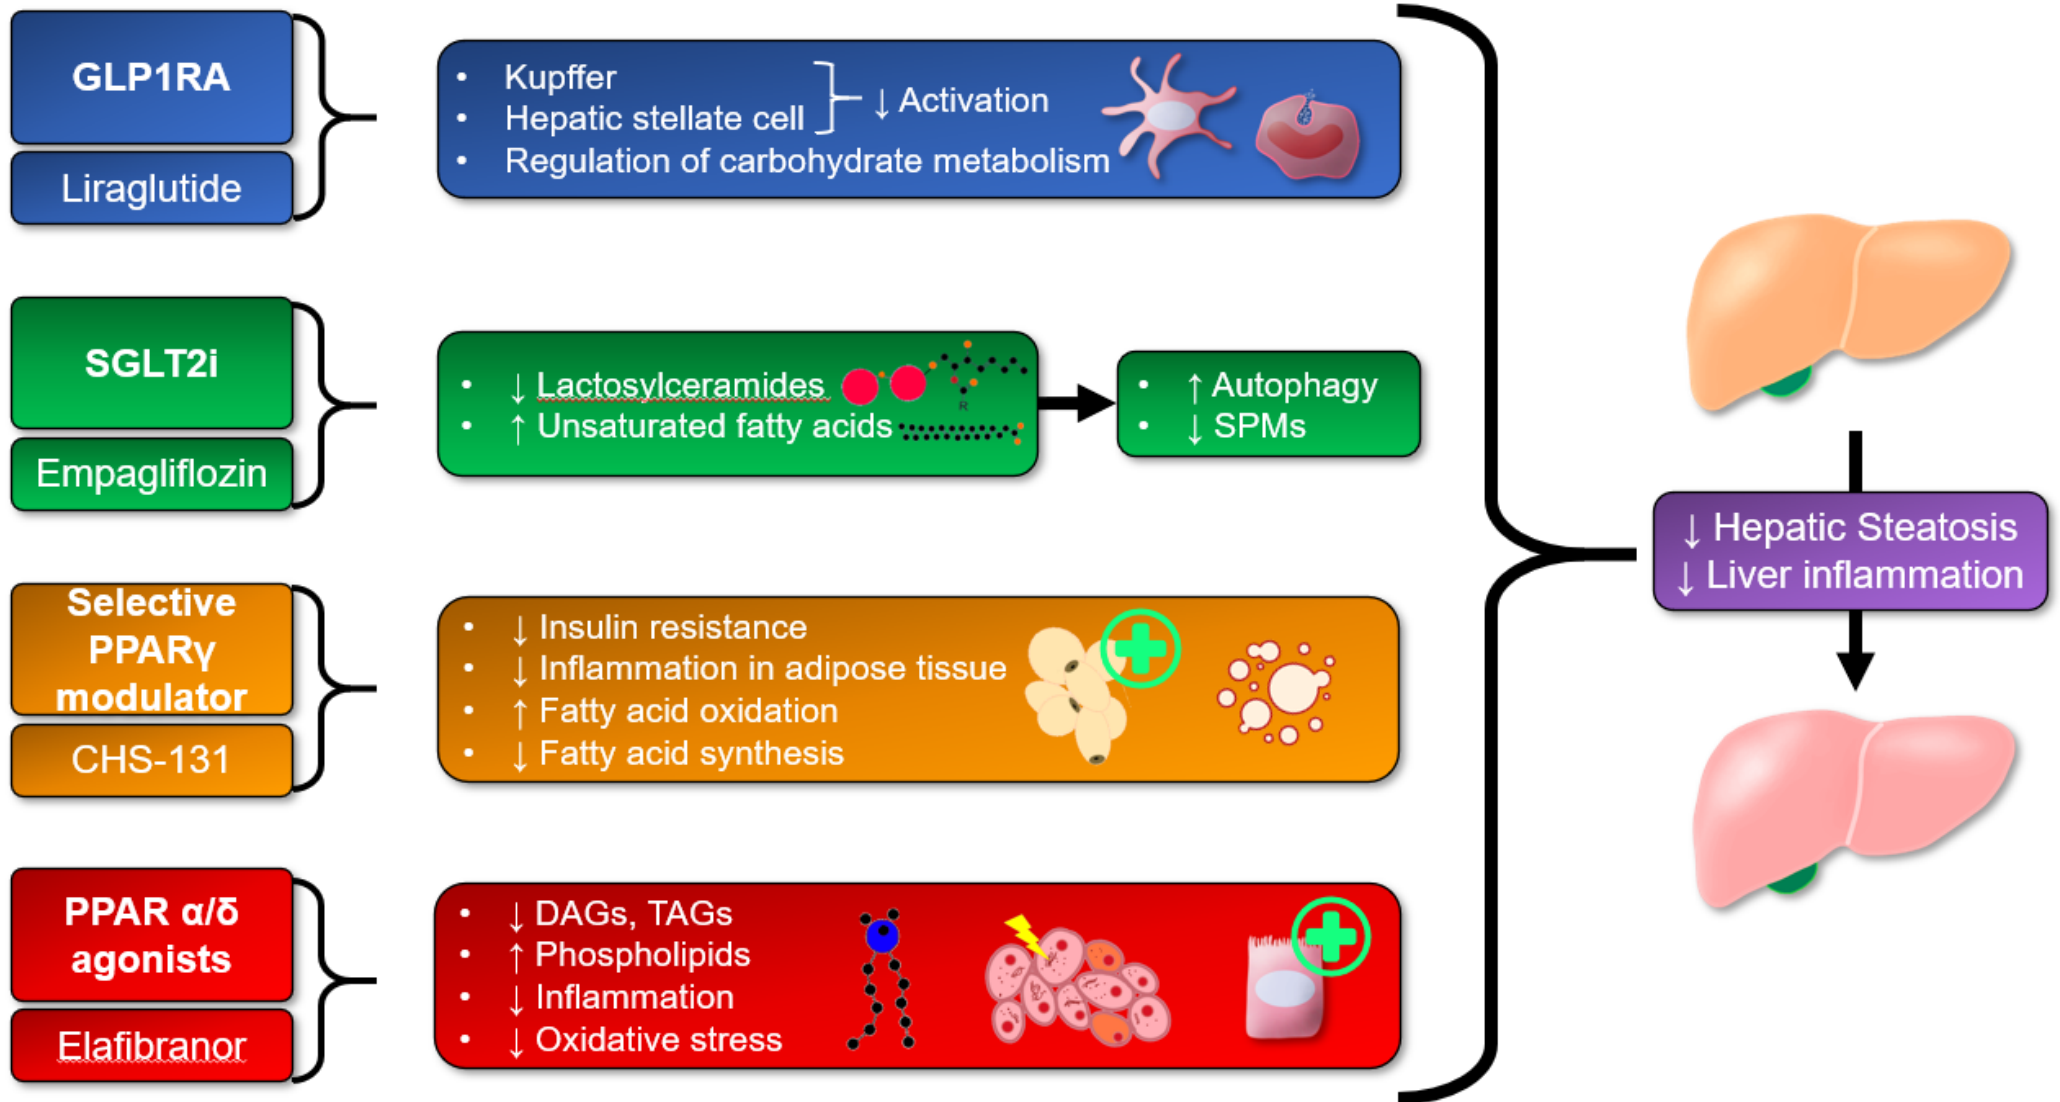 GLP1RA
Liraglutide
• Kupffer
• Hepatic stellate cell
↓ Activation
• Regulation of carbohydrate metabolism
SGLT2i
Empagliflozin
• ↓ Lactosylceramides
• ↑ Unsaturated fatty acids
R
• ↑ Autophagy
• ↓ SPMs
Selective
PPARγ
modulator
CHS-131
• ↓ Insulin resistance
• ↓ Inflammation in adipose tissue
• ↑ Fatty acid oxidation
• ↓ Fatty acid synthesis
PPAR α/δ
agonists
Elafibranor
• ↓ DAGs, TAGs
• ↑ Phospholipids
• ↓ Inflammation
• ↓ Oxidative stress
↓ Hepatic Steatosis
↓ Liver inflammation